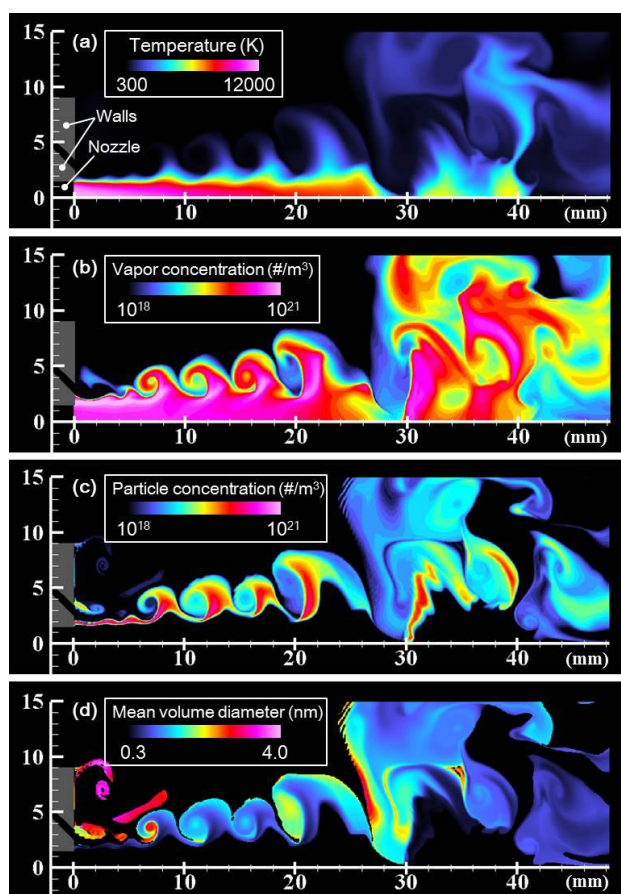 15
(a) Temperature (K)
300 12000
10
Walls
5
Nozzle
0
0 10 20 30 40 (mm)
15
(b) Vapor concentration (#/m³)
10¹⁸ 10²¹
10
5
0
0 10 20 30 40 (mm)
15
(c) Particle concentration (#/m³)
10¹⁸ 10²¹
10
5
0
0 10 20 30 40 (mm)
15
(d) Mean volume diameter (nm)
0.3 4.0
10
5
0
0 10 20 30 40 (mm)